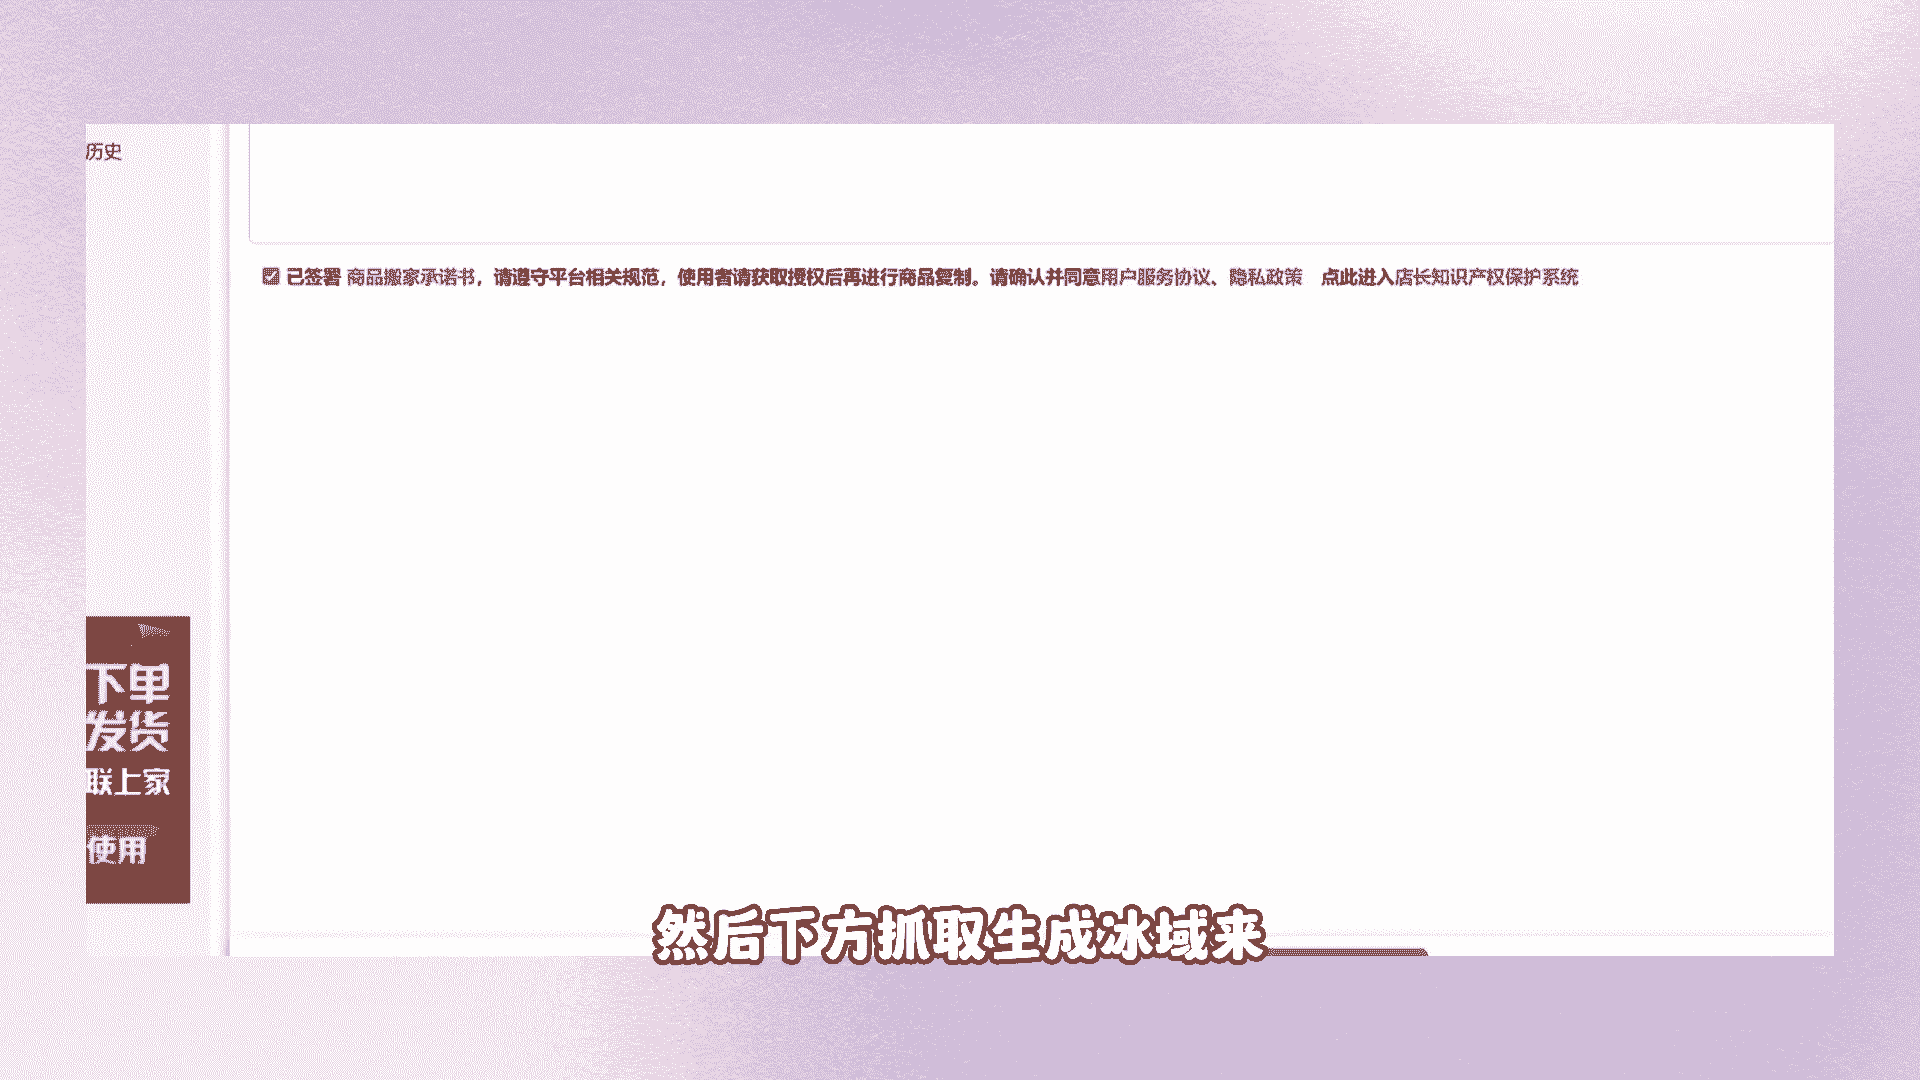 历史
已签署 商品搬家承诺书，请遵守平台相关规范，使用者请获取授权后再进行商品复制。请确认并同意用户服务协议、隐私政策 点此进入店长知识产权保护系统
下单
发货
联上家
使用
然后下方抓取生成冰域来